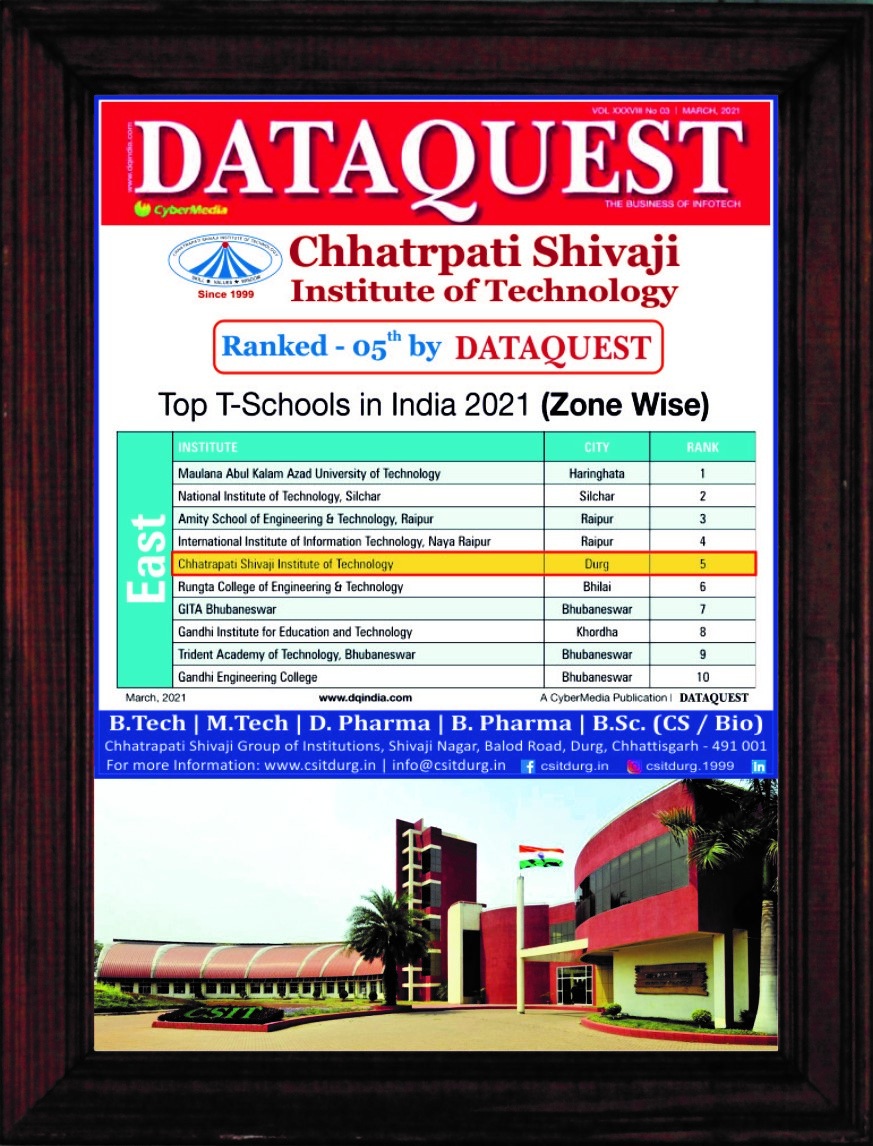 VOL XXXVIII No 03 | MARCH, 2021
www.dqindia.com
DATAQUEST
CyberMedia
THE BUSINESS OF INFOTECH
CHHATRAPATI SHIVAJI INSTITUTE OF TECHNOLOGY
SKILL ★ VALUES ★ WISDOM
Since 1999
Chhatrpati Shivaji
Institute of Technology
Ranked - 05th by DATAQUEST
Top T-Schools in India 2021 (Zone Wise)
East
INSTITUTE CITY RANK
Maulana Abul Kalam Azad University of Technology Haringhata 1
National Institute of Technology, Silchar Silchar 2
Amity School of Engineering & Technology, Raipur Raipur 3
International Institute of Information Technology, Naya Raipur Raipur 4
Chhatrapati Shivaji Institute of Technology Durg 5
Rungta College of Engineering & Technology Bhilai 6
GITA Bhubaneswar Bhubaneswar 7
Gandhi Institute for Education and Technology Khordha 8
Trident Academy of Technology, Bhubaneswar Bhubaneswar 9
Gandhi Engineering College Bhubaneswar 10
March, 2021 www.dqindia.com A CyberMedia Publication | DATAQUEST
B.Tech | M.Tech | D. Pharma | B. Pharma | B.Sc. (CS / Bio)
Chhatrapati Shivaji Group of Institutions, Shivaji Nagar, Balod Road, Durg, Chhattisgarh - 491 001
For more Information: www.csitdurg.in | info@csitdurg.in f csitdurg.in csitdurg.1999 in
CSIT